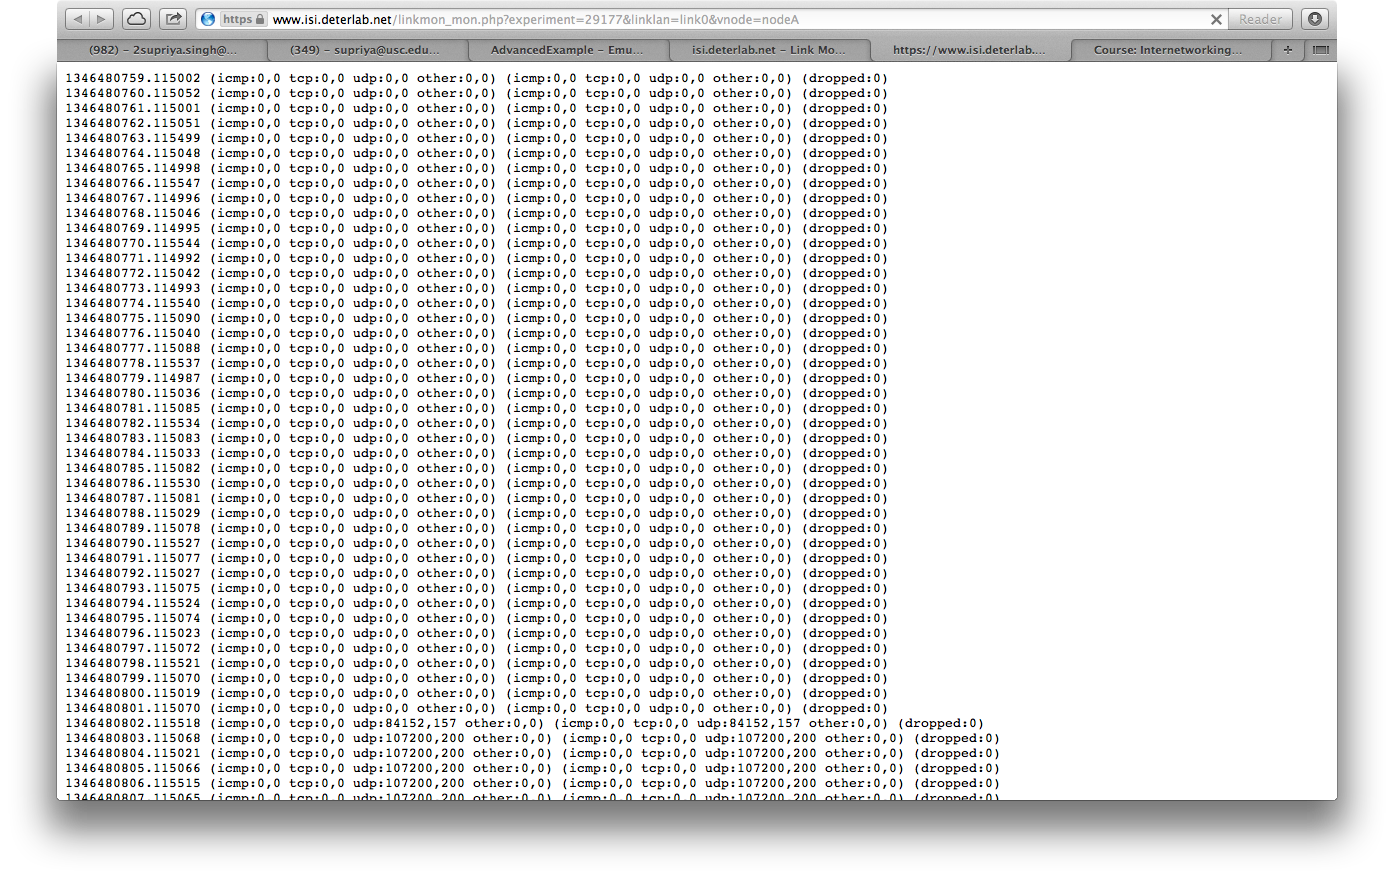 https www.isi.deterlab.net/linkmon_mon.php?experiment=29177&linklan=link0&vnode=nodeA Reader
(982) – 2supriya.singh@... (349) – supriya@usc.edu... AdvancedExample – Emu... isi.deterlab.net – Link Mo... https://www.isi.deterlab.... Course: Internetworking...
1346480759.115002 (icmp:0,0 tcp:0,0 udp:0,0 other:0,0) (icmp:0,0 tcp:0,0 udp:0,0 other:0,0) (dropped:0)
1346480760.115052 (icmp:0,0 tcp:0,0 udp:0,0 other:0,0) (icmp:0,0 tcp:0,0 udp:0,0 other:0,0) (dropped:0)
1346480761.115001 (icmp:0,0 tcp:0,0 udp:0,0 other:0,0) (icmp:0,0 tcp:0,0 udp:0,0 other:0,0) (dropped:0)
1346480762.115051 (icmp:0,0 tcp:0,0 udp:0,0 other:0,0) (icmp:0,0 tcp:0,0 udp:0,0 other:0,0) (dropped:0)
1346480763.115499 (icmp:0,0 tcp:0,0 udp:0,0 other:0,0) (icmp:0,0 tcp:0,0 udp:0,0 other:0,0) (dropped:0)
1346480764.115048 (icmp:0,0 tcp:0,0 udp:0,0 other:0,0) (icmp:0,0 tcp:0,0 udp:0,0 other:0,0) (dropped:0)
1346480765.114998 (icmp:0,0 tcp:0,0 udp:0,0 other:0,0) (icmp:0,0 tcp:0,0 udp:0,0 other:0,0) (dropped:0)
1346480766.115547 (icmp:0,0 tcp:0,0 udp:0,0 other:0,0) (icmp:0,0 tcp:0,0 udp:0,0 other:0,0) (dropped:0)
1346480767.114996 (icmp:0,0 tcp:0,0 udp:0,0 other:0,0) (icmp:0,0 tcp:0,0 udp:0,0 other:0,0) (dropped:0)
1346480768.115046 (icmp:0,0 tcp:0,0 udp:0,0 other:0,0) (icmp:0,0 tcp:0,0 udp:0,0 other:0,0) (dropped:0)
1346480769.114995 (icmp:0,0 tcp:0,0 udp:0,0 other:0,0) (icmp:0,0 tcp:0,0 udp:0,0 other:0,0) (dropped:0)
1346480770.115544 (icmp:0,0 tcp:0,0 udp:0,0 other:0,0) (icmp:0,0 tcp:0,0 udp:0,0 other:0,0) (dropped:0)
1346480771.114992 (icmp:0,0 tcp:0,0 udp:0,0 other:0,0) (icmp:0,0 tcp:0,0 udp:0,0 other:0,0) (dropped:0)
1346480772.115042 (icmp:0,0 tcp:0,0 udp:0,0 other:0,0) (icmp:0,0 tcp:0,0 udp:0,0 other:0,0) (dropped:0)
1346480773.114993 (icmp:0,0 tcp:0,0 udp:0,0 other:0,0) (icmp:0,0 tcp:0,0 udp:0,0 other:0,0) (dropped:0)
1346480774.115540 (icmp:0,0 tcp:0,0 udp:0,0 other:0,0) (icmp:0,0 tcp:0,0 udp:0,0 other:0,0) (dropped:0)
1346480775.115090 (icmp:0,0 tcp:0,0 udp:0,0 other:0,0) (icmp:0,0 tcp:0,0 udp:0,0 other:0,0) (dropped:0)
1346480776.115040 (icmp:0,0 tcp:0,0 udp:0,0 other:0,0) (icmp:0,0 tcp:0,0 udp:0,0 other:0,0) (dropped:0)
1346480777.115088 (icmp:0,0 tcp:0,0 udp:0,0 other:0,0) (icmp:0,0 tcp:0,0 udp:0,0 other:0,0) (dropped:0)
1346480778.115537 (icmp:0,0 tcp:0,0 udp:0,0 other:0,0) (icmp:0,0 tcp:0,0 udp:0,0 other:0,0) (dropped:0)
1346480779.114987 (icmp:0,0 tcp:0,0 udp:0,0 other:0,0) (icmp:0,0 tcp:0,0 udp:0,0 other:0,0) (dropped:0)
1346480780.115036 (icmp:0,0 tcp:0,0 udp:0,0 other:0,0) (icmp:0,0 tcp:0,0 udp:0,0 other:0,0) (dropped:0)
1346480781.115085 (icmp:0,0 tcp:0,0 udp:0,0 other:0,0) (icmp:0,0 tcp:0,0 udp:0,0 other:0,0) (dropped:0)
1346480782.115534 (icmp:0,0 tcp:0,0 udp:0,0 other:0,0) (icmp:0,0 tcp:0,0 udp:0,0 other:0,0) (dropped:0)
1346480783.115083 (icmp:0,0 tcp:0,0 udp:0,0 other:0,0) (icmp:0,0 tcp:0,0 udp:0,0 other:0,0) (dropped:0)
1346480784.115033 (icmp:0,0 tcp:0,0 udp:0,0 other:0,0) (icmp:0,0 tcp:0,0 udp:0,0 other:0,0) (dropped:0)
1346480785.115082 (icmp:0,0 tcp:0,0 udp:0,0 other:0,0) (icmp:0,0 tcp:0,0 udp:0,0 other:0,0) (dropped:0)
1346480786.115530 (icmp:0,0 tcp:0,0 udp:0,0 other:0,0) (icmp:0,0 tcp:0,0 udp:0,0 other:0,0) (dropped:0)
1346480787.115081 (icmp:0,0 tcp:0,0 udp:0,0 other:0,0) (icmp:0,0 tcp:0,0 udp:0,0 other:0,0) (dropped:0)
1346480788.115029 (icmp:0,0 tcp:0,0 udp:0,0 other:0,0) (icmp:0,0 tcp:0,0 udp:0,0 other:0,0) (dropped:0)
1346480789.115078 (icmp:0,0 tcp:0,0 udp:0,0 other:0,0) (icmp:0,0 tcp:0,0 udp:0,0 other:0,0) (dropped:0)
1346480790.115527 (icmp:0,0 tcp:0,0 udp:0,0 other:0,0) (icmp:0,0 tcp:0,0 udp:0,0 other:0,0) (dropped:0)
1346480791.115077 (icmp:0,0 tcp:0,0 udp:0,0 other:0,0) (icmp:0,0 tcp:0,0 udp:0,0 other:0,0) (dropped:0)
1346480792.115027 (icmp:0,0 tcp:0,0 udp:0,0 other:0,0) (icmp:0,0 tcp:0,0 udp:0,0 other:0,0) (dropped:0)
1346480793.115075 (icmp:0,0 tcp:0,0 udp:0,0 other:0,0) (icmp:0,0 tcp:0,0 udp:0,0 other:0,0) (dropped:0)
1346480794.115524 (icmp:0,0 tcp:0,0 udp:0,0 other:0,0) (icmp:0,0 tcp:0,0 udp:0,0 other:0,0) (dropped:0)
1346480795.115074 (icmp:0,0 tcp:0,0 udp:0,0 other:0,0) (icmp:0,0 tcp:0,0 udp:0,0 other:0,0) (dropped:0)
1346480796.115023 (icmp:0,0 tcp:0,0 udp:0,0 other:0,0) (icmp:0,0 tcp:0,0 udp:0,0 other:0,0) (dropped:0)
1346480797.115072 (icmp:0,0 tcp:0,0 udp:0,0 other:0,0) (icmp:0,0 tcp:0,0 udp:0,0 other:0,0) (dropped:0)
1346480798.115521 (icmp:0,0 tcp:0,0 udp:0,0 other:0,0) (icmp:0,0 tcp:0,0 udp:0,0 other:0,0) (dropped:0)
1346480799.115070 (icmp:0,0 tcp:0,0 udp:0,0 other:0,0) (icmp:0,0 tcp:0,0 udp:0,0 other:0,0) (dropped:0)
1346480800.115019 (icmp:0,0 tcp:0,0 udp:0,0 other:0,0) (icmp:0,0 tcp:0,0 udp:0,0 other:0,0) (dropped:0)
1346480801.115070 (icmp:0,0 tcp:0,0 udp:0,0 other:0,0) (icmp:0,0 tcp:0,0 udp:0,0 other:0,0) (dropped:0)
1346480802.115518 (icmp:0,0 tcp:0,0 udp:84152,157 other:0,0) (icmp:0,0 tcp:0,0 udp:84152,157 other:0,0) (dropped:0)
1346480803.115068 (icmp:0,0 tcp:0,0 udp:107200,200 other:0,0) (icmp:0,0 tcp:0,0 udp:107200,200 other:0,0) (dropped:0)
1346480804.115021 (icmp:0,0 tcp:0,0 udp:107200,200 other:0,0) (icmp:0,0 tcp:0,0 udp:107200,200 other:0,0) (dropped:0)
1346480805.115066 (icmp:0,0 tcp:0,0 udp:107200,200 other:0,0) (icmp:0,0 tcp:0,0 udp:107200,200 other:0,0) (dropped:0)
1346480806.115515 (icmp:0,0 tcp:0,0 udp:107200,200 other:0,0) (icmp:0,0 tcp:0,0 udp:107200,200 other:0,0) (dropped:0)
1346480807.115065 (icmp:0,0 tcp:0,0 udp:107200,200 other:0,0) (icmp:0,0 tcp:0,0 udp:107200,200 other:0,0) (dropped:0)